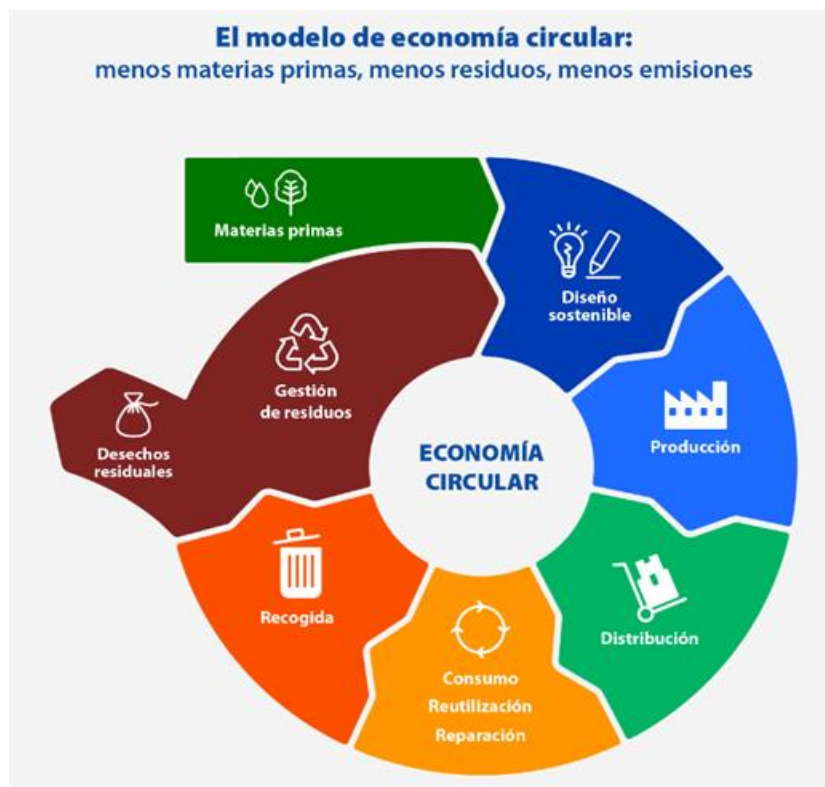 El modelo de economía circular:
menos materias primas, menos residuos, menos emisiones
Materias primas
Diseño
sostenible
Producción
Distribución
Consumo
Reutilización
Reparación
Recogida
Gestión
de residuos
Desechos
residuales
ECONOMÍA
CIRCULAR